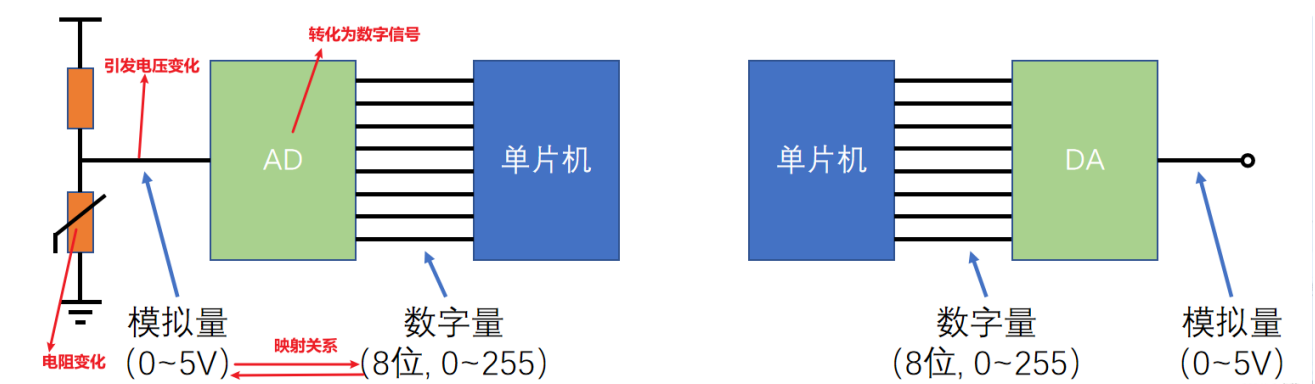 转化为数字信号
引发电压变化
AD
单片机
单片机
DA
模拟量
(0~5V)
数字量
(8位, 0~255)
数字量
(8位, 0~255)
模拟量
(0~5V)
电阻变化
映射关系